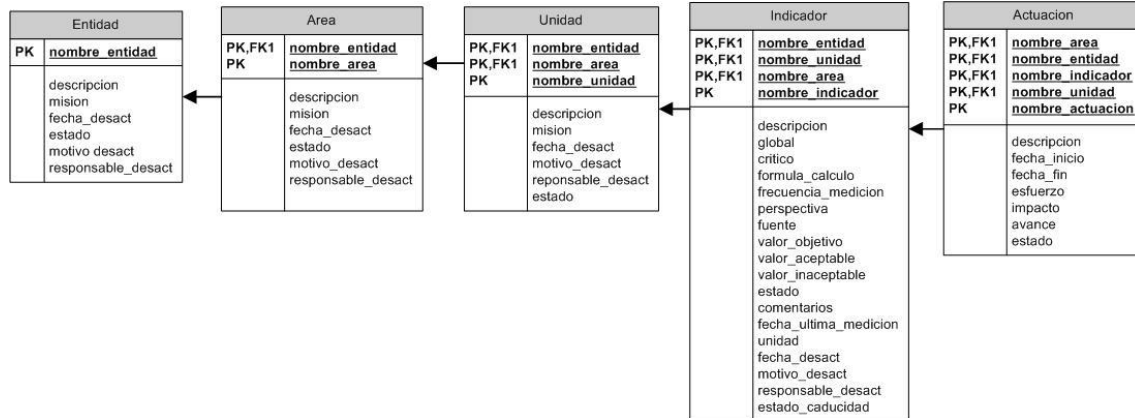 Entidad
PK nombre_entidad
descripcion
mision
fecha_desact
estado
motivo desact
responsable_desact
Area
PK,FK1 nombre_entidad
PK nombre_area
descripcion
mision
fecha_desact
estado
motivo_desact
responsable_desact
Unidad
PK,FK1 nombre_entidad
PK,FK1 nombre_area
PK nombre_unidad
descripcion
mision
fecha_desact
motivo_desact
reponsable_desact
estado
Indicador
PK,FK1 nombre_entidad
PK,FK1 nombre_unidad
PK,FK1 nombre_area
PK nombre_indicador
descripcion
global
critico
formula_calculo
frecuencia_medicion
perspectiva
fuente
valor_objetivo
valor_aceptable
valor_inaceptable
estado
comentarios
fecha_ultima_medicion
unidad
fecha_desact
motivo_desact
responsable_desact
estado_caducidad
Actuacion
PK,FK1 nombre_area
PK,FK1 nombre_entidad
PK,FK1 nombre_indicador
PK,FK1 nombre_unidad
PK nombre_actuacion
descripcion
fecha_inicio
fecha_fin
esfuerzo
impacto
avance
estado